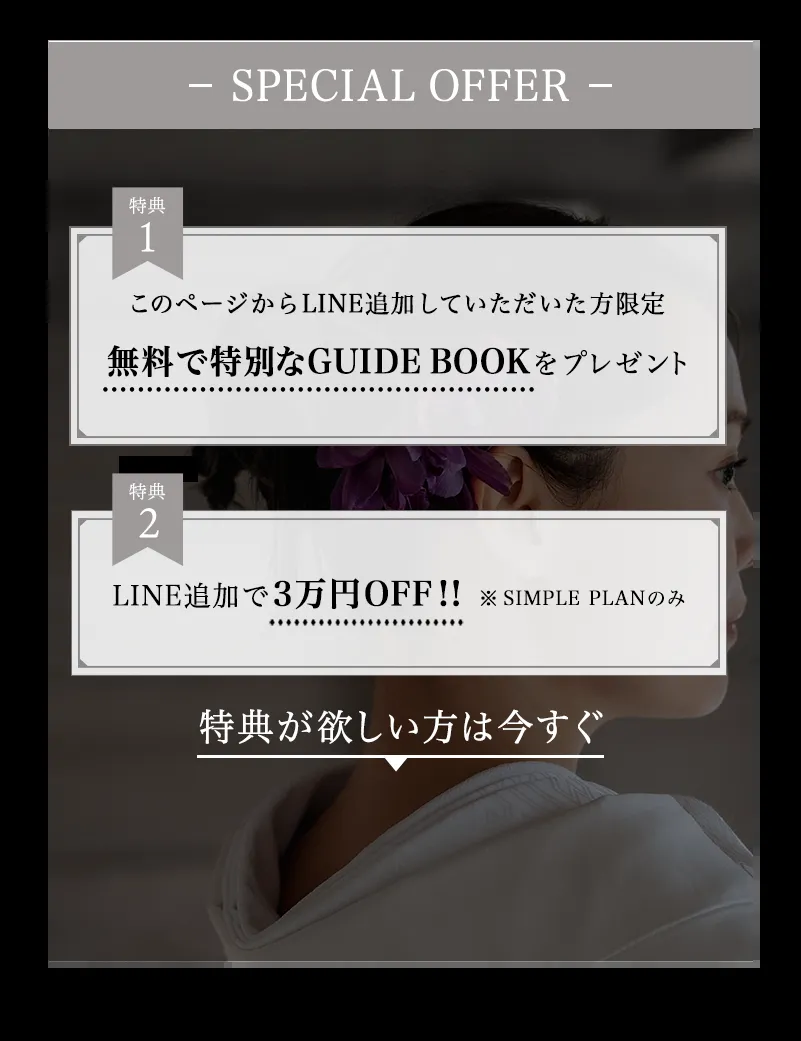 – SPECIAL OFFER –
特典
1
このページからLINE追加していただいた方限定
無料で特別なGUIDE BOOKをプレゼント
特典
2
LINE追加で3万円OFF!! ※SIMPLE PLANのみ
特典が欲しい方は今すぐ